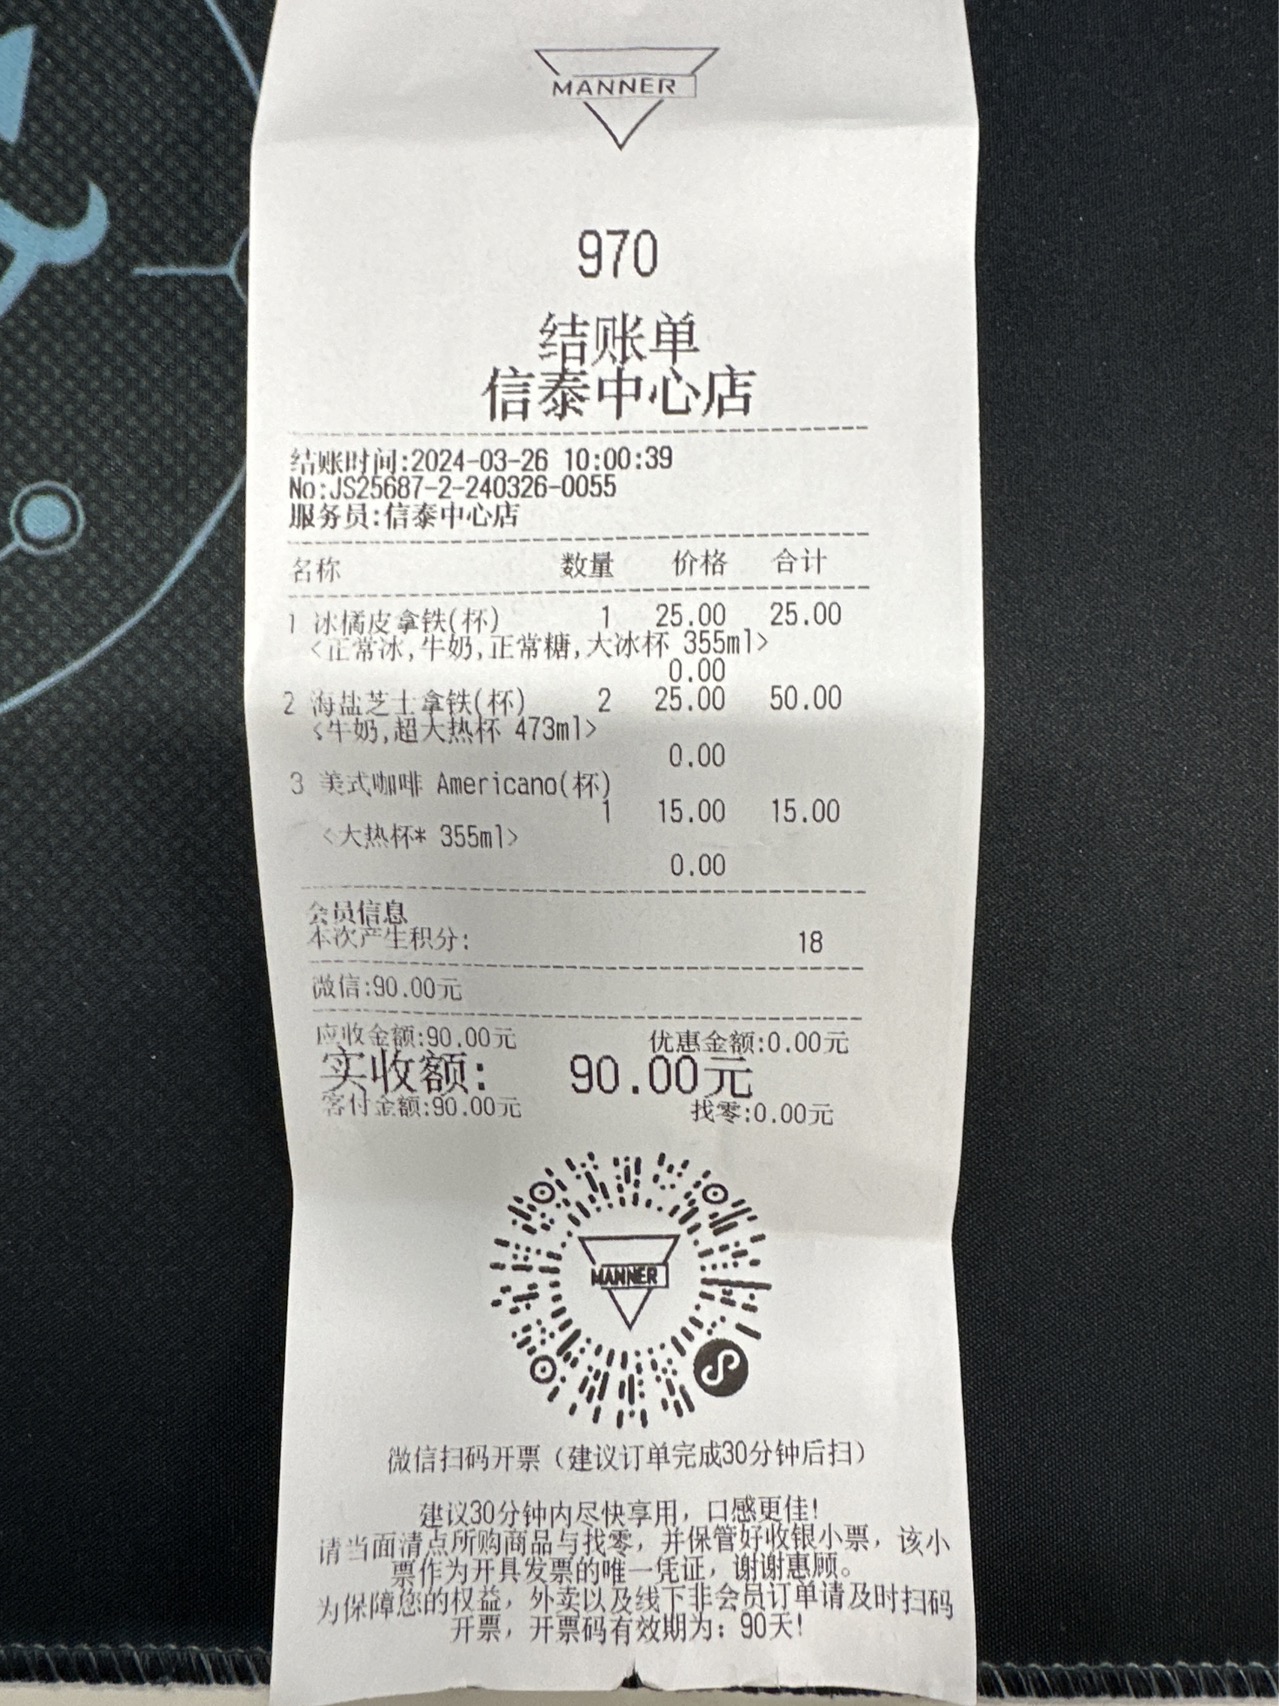 MANNER
970
结账单
信泰中心店
结账时间:2024-03-26 10:00:39
No:JS25687-2-240326-0055
服务员:信泰中心店
名称 数量 价格 合计
1 冰橘皮拿铁(杯) 1 25.00 25.00
<正常冰,牛奶,正常糖,大冰杯 355ml>
0.00
2 海盐芝士拿铁(杯) 2 25.00 50.00
<牛奶,超大热杯 473ml>
0.00
3 美式咖啡 Americano(杯)
1 15.00 15.00
<大热杯* 355ml>
0.00
会员信息
本次产生积分: 18
微信:90.00元
应收金额:90.00元 优惠金额:0.00元
实收额: 90.00元
客付金额:90.00元 找零:0.00元
MANNER
微信扫码开票（建议订单完成30分钟后扫）
建议30分钟内尽快享用，口感更佳!
请当面清点所购商品与找零，并保管好收银小票，该小
票作为开具发票的唯一凭证，谢谢惠顾。
为保障您的权益，外卖以及线下非会员订单请及时扫码
开票，开票码有效期为：90天!